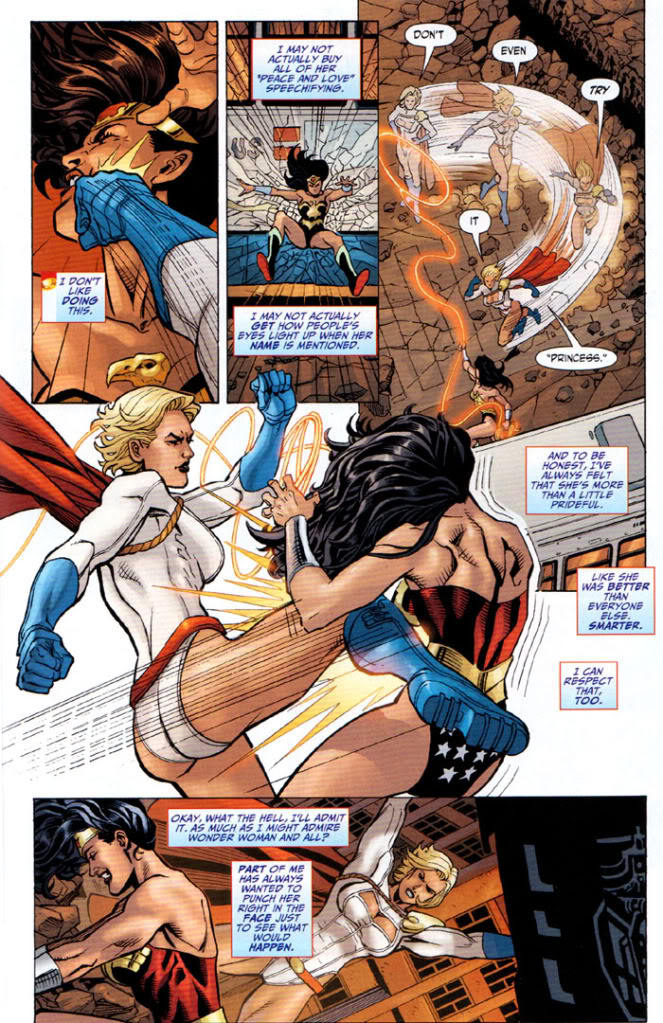 I DON'T
LIKE
DOING
THIS.
I MAY NOT
ACTUALLY BUY
ALL OF HER
"PEACE AND LOVE"
SPEECHIFYING.
I MAY NOT ACTUALLY
GET HOW PEOPLE'S
EYES LIGHT UP WHEN HER
NAME IS MENTIONED.
DON'T
EVEN
TRY
IT
"PRINCESS."
AND TO BE
HONEST, I'VE
ALWAYS FELT
THAT SHE'S MORE
THAN A LITTLE
PRIDEFUL.
LIKE SHE
WAS BETTER
THAN
EVERYONE
ELSE.
SMARTER.
I CAN
RESPECT
THAT,
TOO.
OKAY, WHAT THE HELL, I'LL ADMIT
IT. AS MUCH AS I MIGHT ADMIRE
WONDER WOMAN AND ALL?
PART OF ME
HAS ALWAYS
WANTED TO
PUNCH HER
RIGHT IN THE
FACE JUST
TO SEE WHAT
WOULD
HAPPEN.